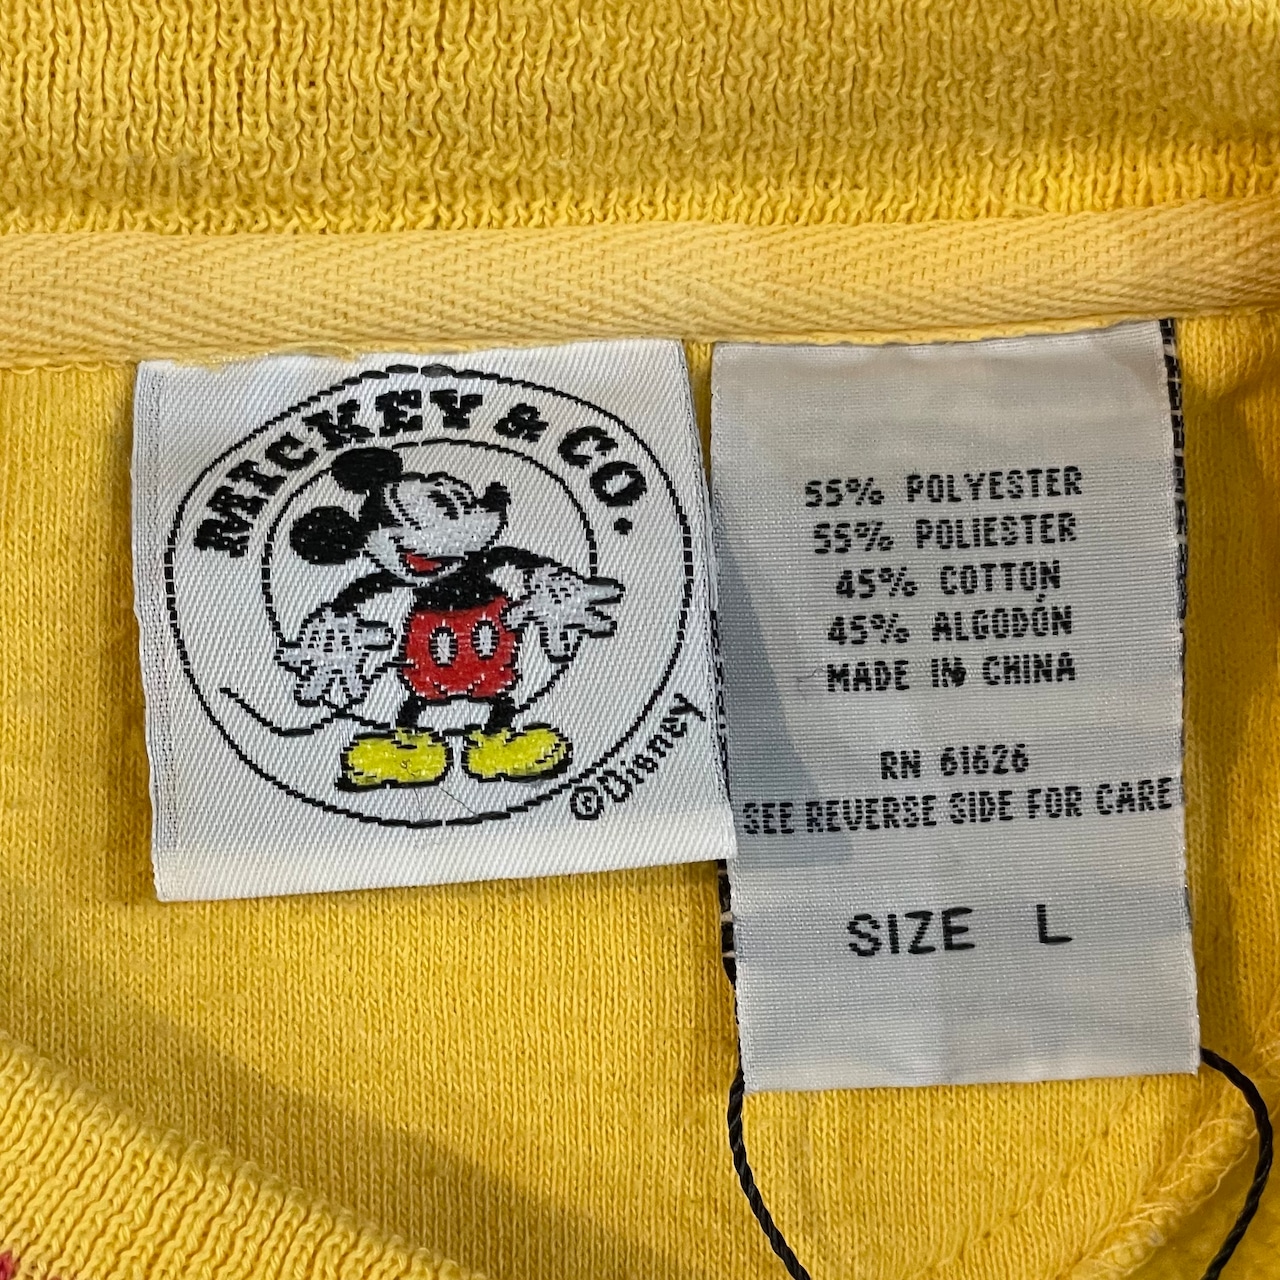 MICKEY & CO.
©Disney
55% POLYESTER
55% POLIESTER
45% COTTON
45% ALGODÓN
MADE IN CHINA
RN 61626
SEE REVERSE SIDE FOR CARE
SIZE L